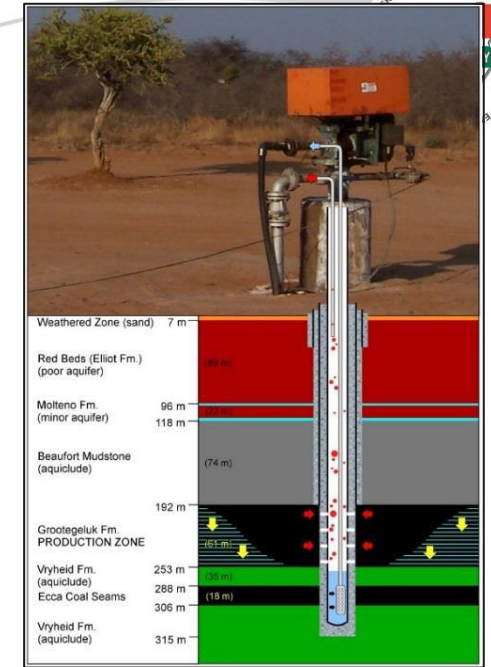 Weathered Zone (sand) 7 m
Red Beds (Elliot Fm.)
(poor aquifer)
(89 m)
Molteno Fm. 96 m
(minor aquifer)
(22 m)
118 m
Beaufort Mudstone
(aquiclude)
(74 m)
192 m
Grootegeluk Fm.
PRODUCTION ZONE
(61 m)
Vryheid Fm. 253 m
(aquiclude)
(35 m)
288 m
Ecca Coal Seams
(18 m)
306 m
Vryheid Fm.
(aquiclude)
315 m